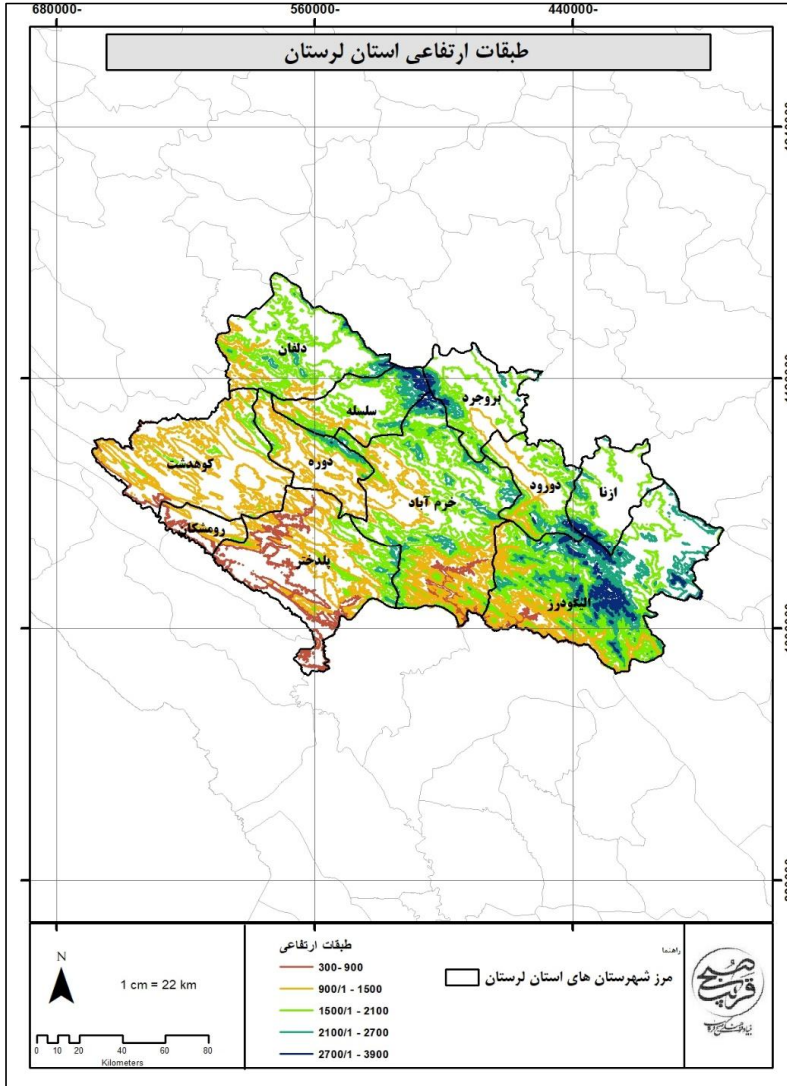 680000-
560000-
440000-
طبقات ارتفاعی استان لرستان
دلفان
بروجرد
سلسله
کوهدشت
دوره
دورود
ازنا
خرم آباد
رومشکان
پلدختر
الیگودرز
N
1 cm = 22 km
0 10 20 40 60 80
Kilometers
طبقات ارتفاعی
300- 900
900/1 - 1500
1500/1 - 2100
2100/1 - 2700
2700/1 - 3900
راهنما
مرز شهرستان های استان لرستان
صبح
قریب